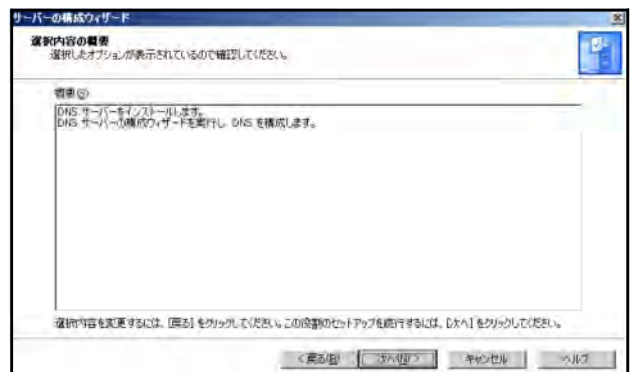 サーバーの構成ウィザード
選択内容の概要
選択したオプションが表示されているので確認してください。
概要(S):
DNS サーバーをインストールします。
DNS サーバーの構成ウィザードを実行し、DNS を構成します。
選択内容を変更するには、[戻る] をクリックしてください。この役割のセットアップを続行するには、[次へ] をクリックしてください。
< 戻る(B) 次へ(N) > キャンセル ヘルプ